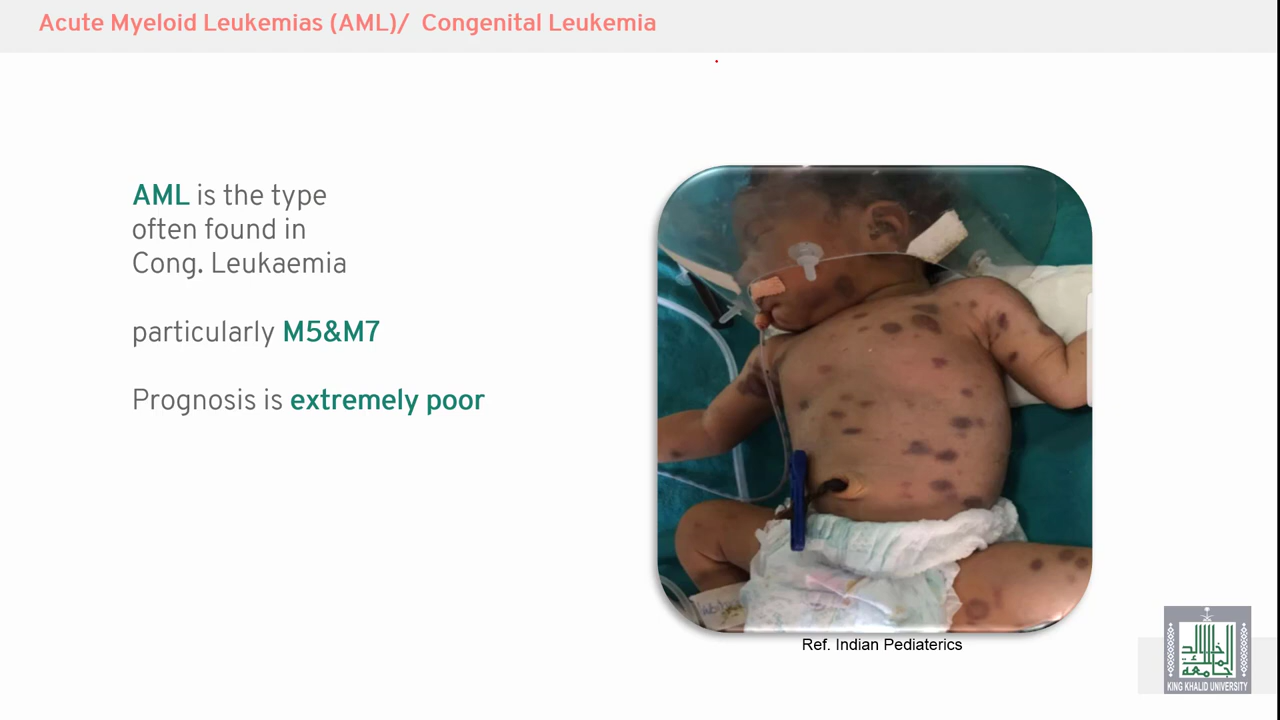 Acute Myeloid Leukemias (AML)/ Congenital Leukemia
AML is the type
often found in
Cong. Leukaemia
particularly M5&M7
Prognosis is extremely poor
Ref. Indian Pediaterics
KING KHALID UNIVERSITY